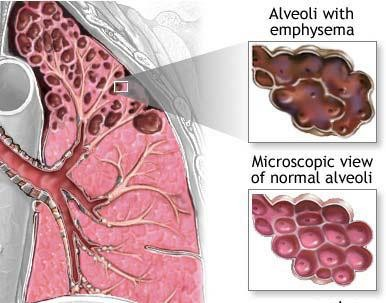 Alveoli with
emphysema
Microscopic view
of normal alveoli